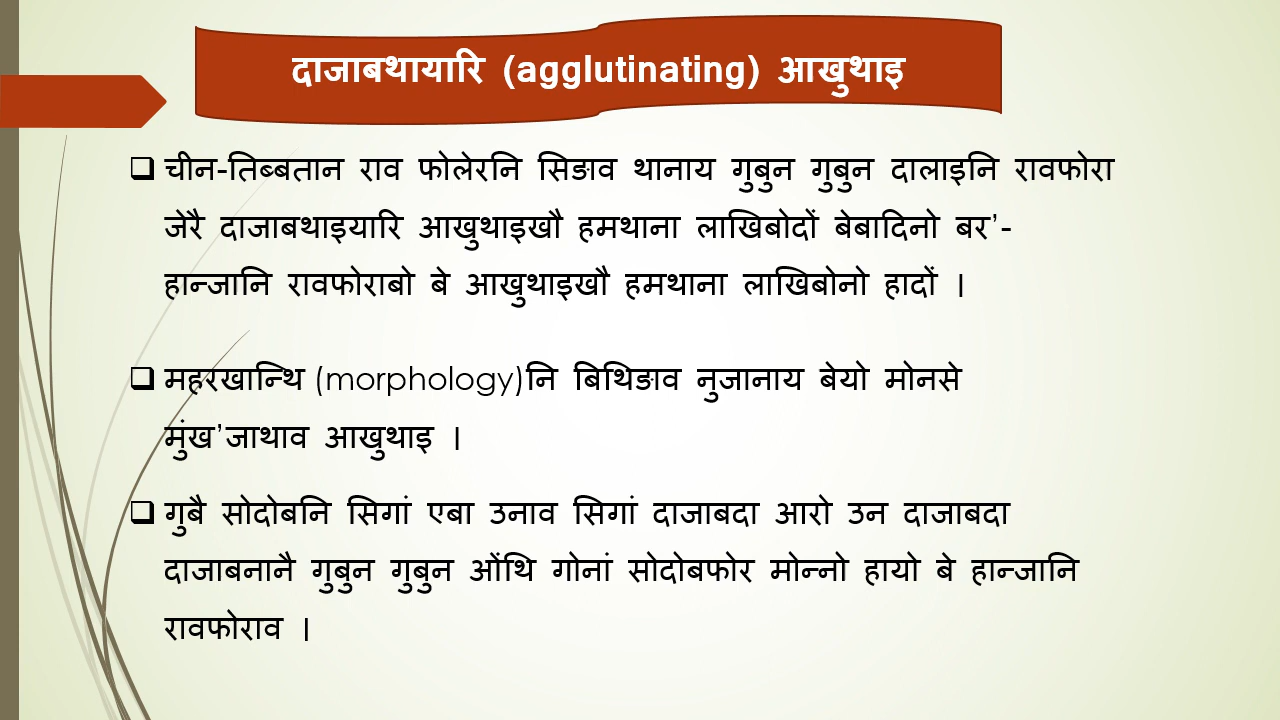 दाजाबथायारि (agglutinating) आखुथाइ
❑ चीन-तिब्बतान राव फोलेरनि सिङाव थानाय गुबुन गुबुन दालाइनि रावफोरा
जेरै दाजाबथाइयारि आखुथाइखौ हमथाना लाखिबोदों बेबादिनो बर’-
हान्जानि रावफोराबो बे आखुथाइखौ हमथाना लाखिबोनो हादों ।
❑ महरखान्थि (morphology)नि बिथिङाव नुजानाय बेयो मोनसे
मुंख’जाथाव आखुथाइ ।
❑ गुबै सोदोबनि सिगां एबा उनाव सिगां दाजाबदा आरो उन दाजाबदा
दाजाबनानै गुबुन गुबुन ओंथि गोनां सोदोबफोर मोन्नो हायो बे हान्जानि
रावफोराव ।